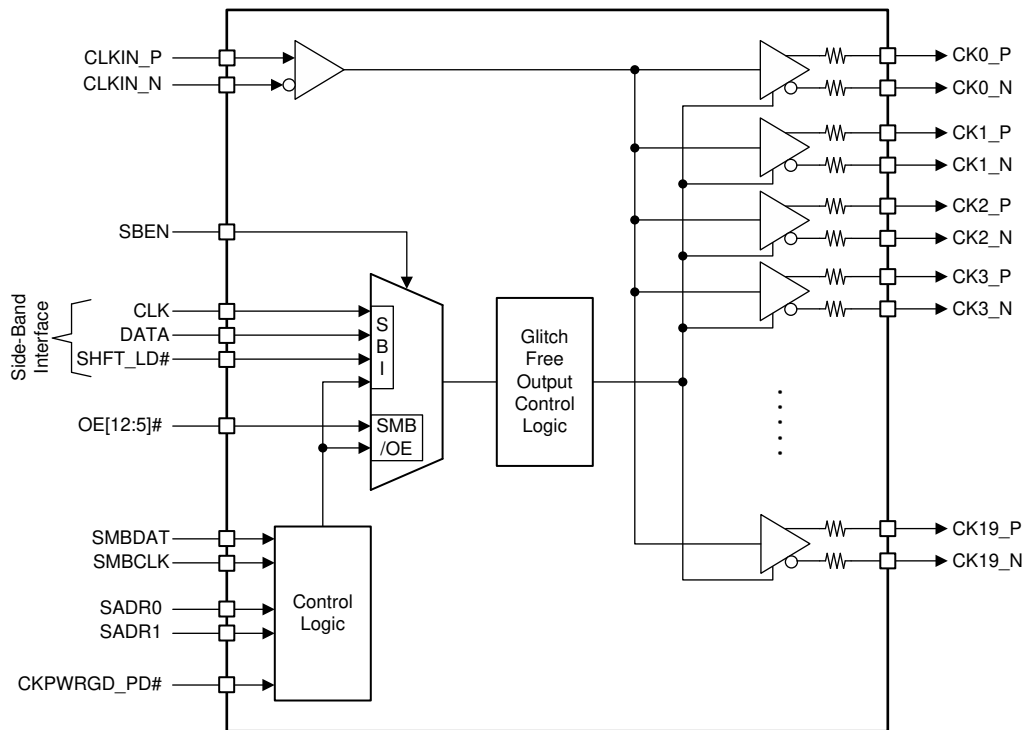 CLKIN_P
CLKIN_N
SBEN
Side-Band
Interface
CLK
DATA
SHFT_LD#
OE[12:5]#
SMBDAT
SMBCLK
SADR0
SADR1
CKPWRGD_PD#
S
B
I
SMB
/OE
Control
Logic
Glitch
Free
Output
Control
Logic
CK0_P
CK0_N
CK1_P
CK1_N
CK2_P
CK2_N
CK3_P
CK3_N
CK19_P
CK19_N